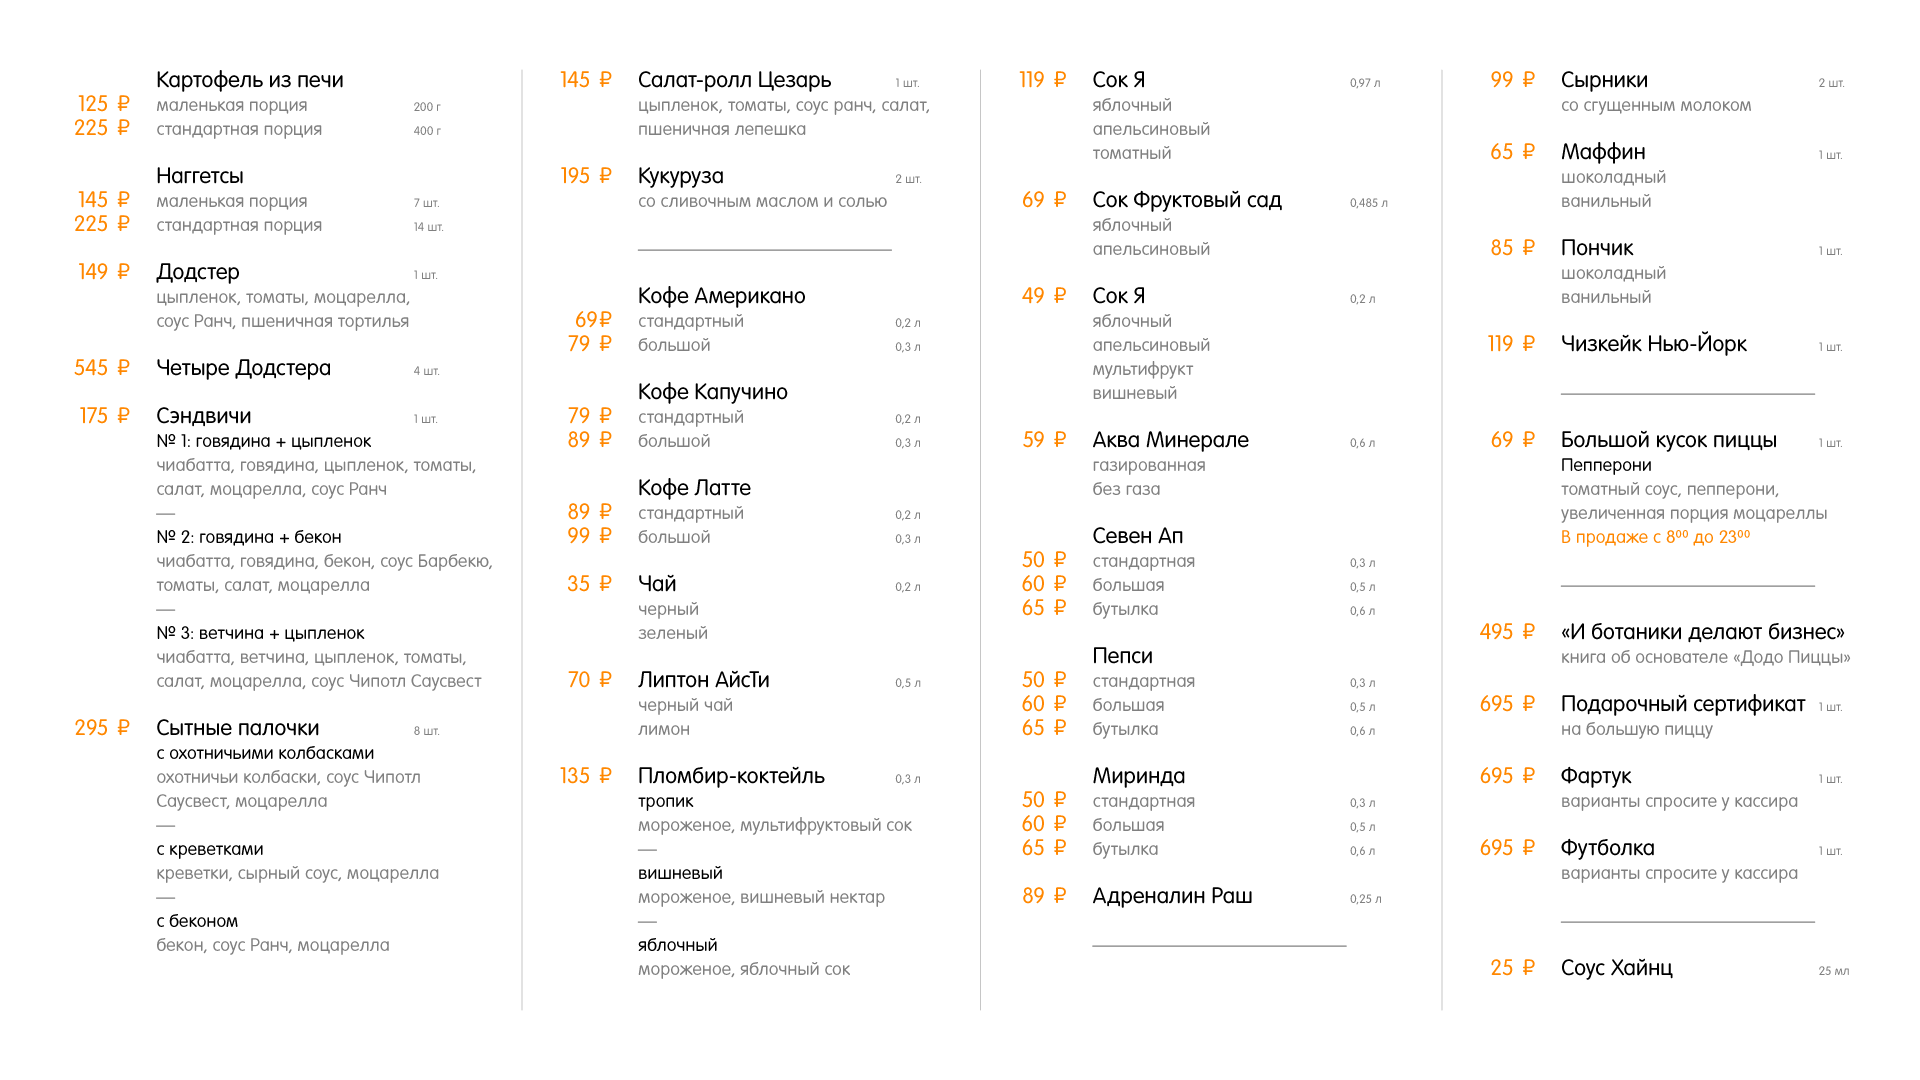 Картофель из печи
125 ₽ маленькая порция 200 г
225 ₽ стандартная порция 400 г
Наггетсы
145 ₽ маленькая порция 7 шт.
225 ₽ стандартная порция 14 шт.
149 ₽ Додстер 1 шт.
цыпленок, томаты, моцарелла,
соус Ранч, пшеничная тортилья
545 ₽ Четыре Додстера 4 шт.
175 ₽ Сэндвичи 1 шт.
№ 1: говядина + цыпленок
чиабатта, говядина, цыпленок, томаты,
салат, моцарелла, соус Ранч
—
№ 2: говядина + бекон
чиабатта, говядина, бекон, соус Барбекю,
томаты, салат, моцарелла
—
№ 3: ветчина + цыпленок
чиабатта, ветчина, цыпленок, томаты,
салат, моцарелла, соус Чипотл Саусвест
295 ₽ Сытные палочки 8 шт.
с охотничьими колбасками
охотничьи колбаски, соус Чипотл
Саусвест, моцарелла
—
с креветками
креветки, сырный соус, моцарелла
—
с беконом
бекон, соус Ранч, моцарелла
145 ₽ Салат-ролл Цезарь 1 шт.
цыпленок, томаты, соус ранч, салат,
пшеничная лепешка
195 ₽ Кукуруза 2 шт.
со сливочным маслом и солью
Кофе Американо
69₽ стандартный 0,2 л
79 ₽ большой 0,3 л
Кофе Капучино
79 ₽ стандартный 0,2 л
89 ₽ большой 0,3 л
Кофе Латте
89 ₽ стандартный 0,2 л
99 ₽ большой 0,3 л
35 ₽ Чай 0,2 л
черный
зеленый
70 ₽ Липтон АйсТи 0,5 л
черный чай
лимон
135 ₽ Пломбир-коктейль 0,3 л
тропик
мороженое, мультифруктовый сок
—
вишневый
мороженое, вишневый нектар
—
яблочный
мороженое, яблочный сок
119 ₽ Сок Я 0,97 л
яблочный
апельсиновый
томатный
69 ₽ Сок Фруктовый сад 0,485 л
яблочный
апельсиновый
49 ₽ Сок Я 0,2 л
яблочный
апельсиновый
мультифрукт
вишневый
59 ₽ Аква Минерале 0,6 л
газированная
без газа
Севен Ап
50 ₽ стандартная 0,3 л
60 ₽ большая 0,5 л
65 ₽ бутылка 0,6 л
Пепси
50 ₽ стандартная 0,3 л
60 ₽ большая 0,5 л
65 ₽ бутылка 0,6 л
Миринда
50 ₽ стандартная 0,3 л
60 ₽ большая 0,5 л
65 ₽ бутылка 0,6 л
89 ₽ Адреналин Раш 0,25 л
99 ₽ Сырники 2 шт.
со сгущенным молоком
65 ₽ Маффин 1 шт.
шоколадный
ванильный
85 ₽ Пончик 1 шт.
шоколадный
ванильный
119 ₽ Чизкейк Нью-Йорк 1 шт.
69 ₽ Большой кусок пиццы 1 шт.
Пепперони
томатный соус, пепперони,
увеличенная порция моцареллы
В продаже с 8⁰⁰ до 23⁰⁰
495 ₽ «И ботаники делают бизнес»
книга об основателе «Додо Пиццы»
695 ₽ Подарочный сертификат 1 шт.
на большую пиццу
695 ₽ Фартук 1 шт.
варианты спросите у кассира
695 ₽ Футболка 1 шт.
варианты спросите у кассира
25 ₽ Соус Хайнц 25 мл